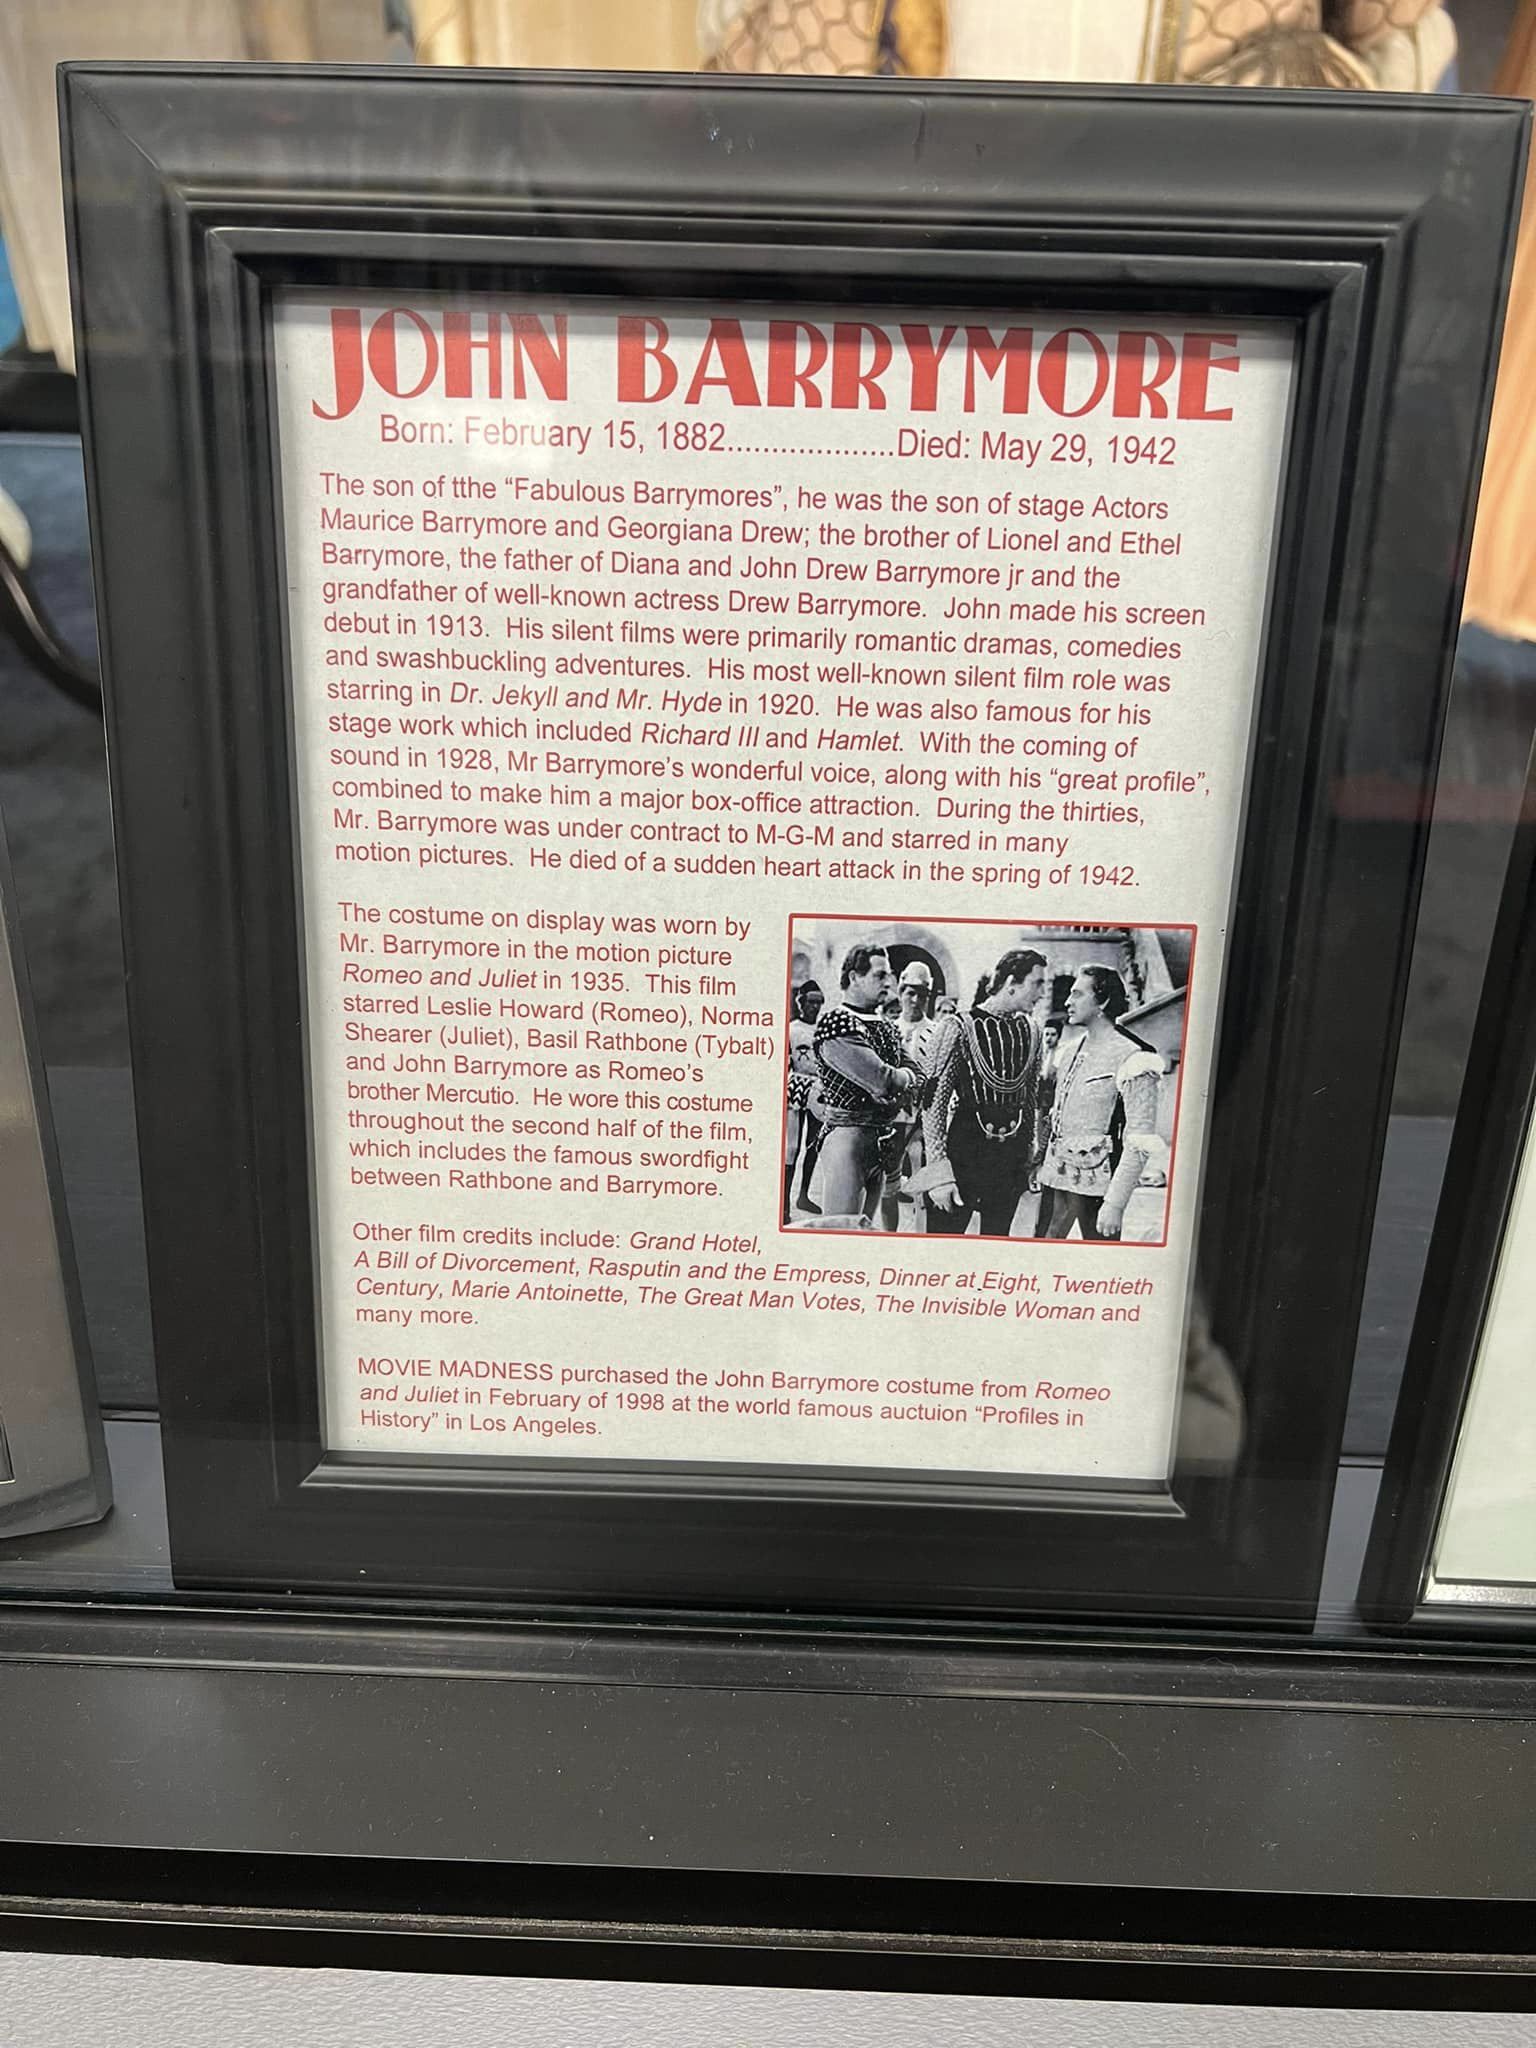 JOHN BARRYMORE
Born: February 15, 1882...................Died: May 29, 1942
The son of tthe “Fabulous Barrymores”, he was the son of stage Actors
Maurice Barrymore and Georgiana Drew; the brother of Lionel and Ethel
Barrymore, the father of Diana and John Drew Barrymore jr and the
grandfather of well-known actress Drew Barrymore. John made his screen
debut in 1913. His silent films were primarily romantic dramas, comedies
and swashbuckling adventures. His most well-known silent film role was
starring in Dr. Jekyll and Mr. Hyde in 1920. He was also famous for his
stage work which included Richard III and Hamlet. With the coming of
sound in 1928, Mr Barrymore’s wonderful voice, along with his “great profile”,
combined to make him a major box-office attraction. During the thirties,
Mr. Barrymore was under contract to M-G-M and starred in many
motion pictures. He died of a sudden heart attack in the spring of 1942.
The costume on display was worn by
Mr. Barrymore in the motion picture
Romeo and Juliet in 1935. This film
starred Leslie Howard (Romeo), Norma
Shearer (Juliet), Basil Rathbone (Tybalt)
and John Barrymore as Romeo’s
brother Mercutio. He wore this costume
throughout the second half of the film,
which includes the famous swordfight
between Rathbone and Barrymore.
Other film credits include: Grand Hotel,
A Bill of Divorcement, Rasputin and the Empress, Dinner at Eight, Twentieth
Century, Marie Antoinette, The Great Man Votes, The Invisible Woman and
many more.
MOVIE MADNESS purchased the John Barrymore costume from Romeo
and Juliet in February of 1998 at the world famous auctuion “Profiles in
History” in Los Angeles.